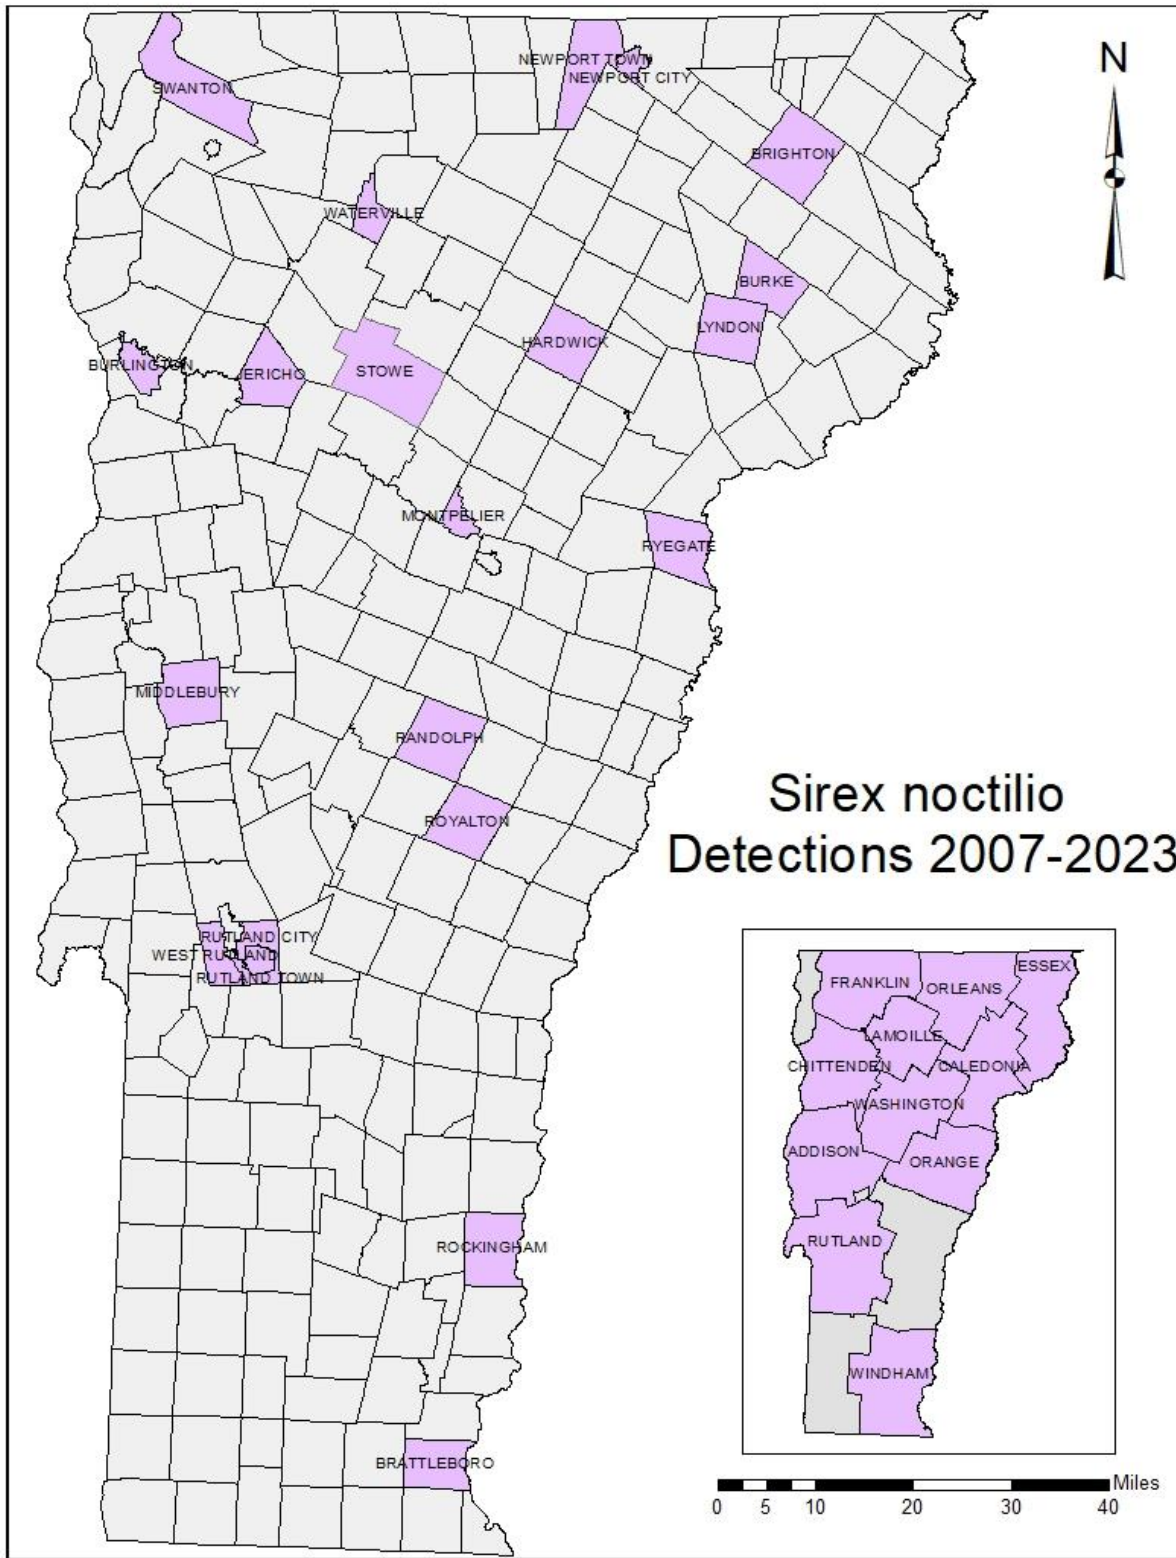 N
NEWPORT TOWN
NEWPORT CITY
SWANTON
BRIGHTON
WATERVILLE
BURKE
LYNDON
HARDWICK
BURLINGTON
JERICHO
STOWE
MONTPELIER
RYEGATE
MIDDLEBURY
RANDOLPH
ROYALTON
Sirex noctilio
Detections 2007-2023
RUTLAND CITY
WEST RUTLAND
RUTLAND TOWN
ROCKINGHAM
BRATTLEBORO
ESSEX
FRANKLIN
ORLEANS
LAMOILLE
CHITTENDEN
CALEDONIA
WASHINGTON
ADDISON
ORANGE
RUTLAND
WINDHAM
Miles
0 5 10 20 30 40